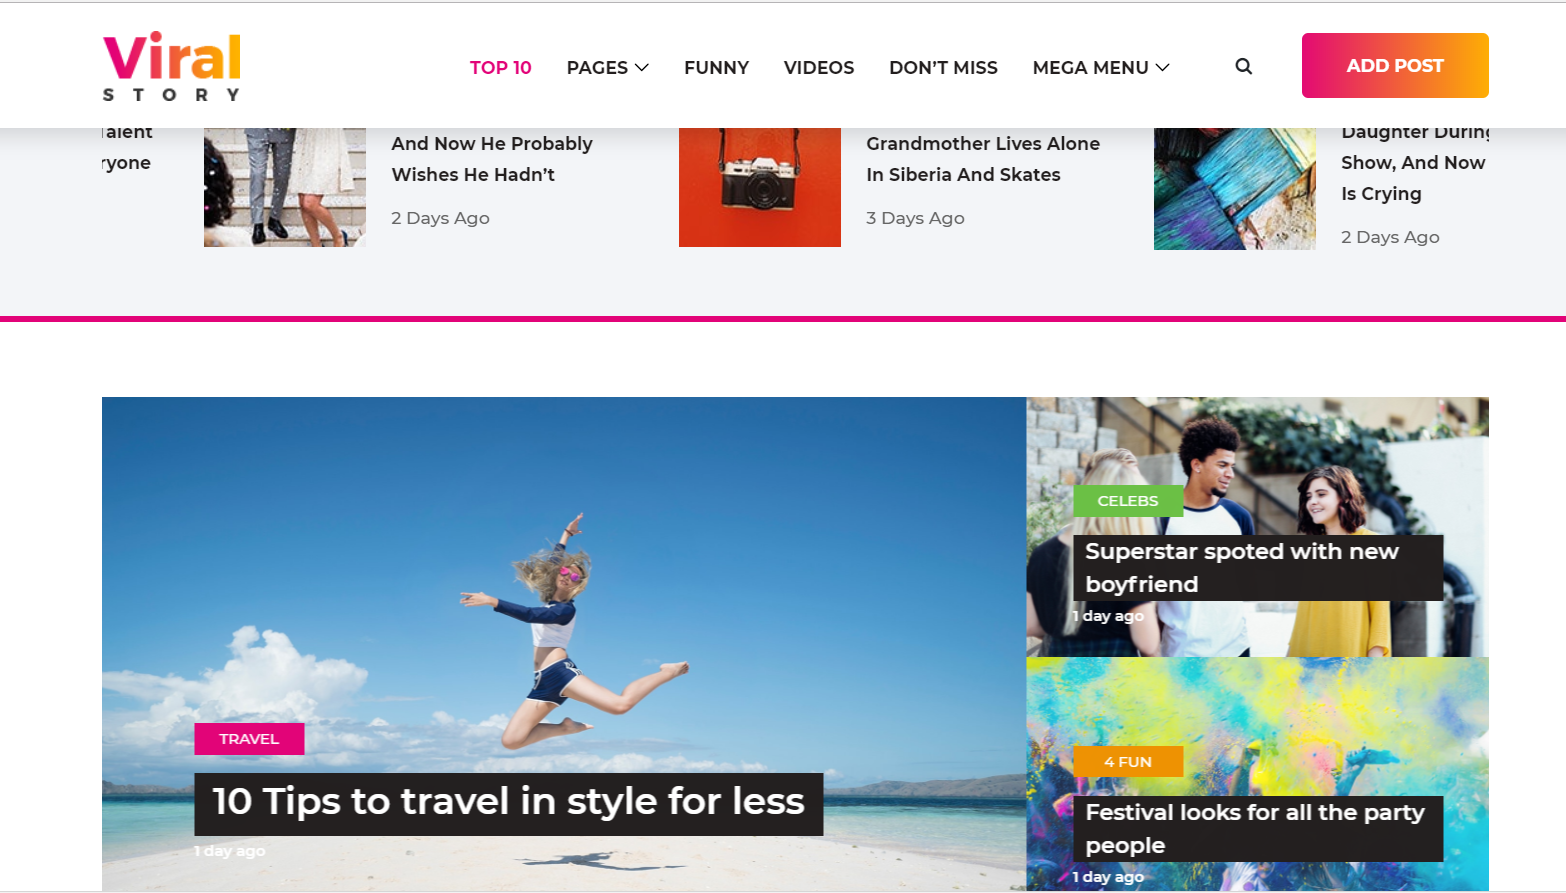 Viral
STORY
TOP 10
PAGES
FUNNY
VIDEOS
DON’T MISS
MEGA MENU
ADD POST
Talent
ryone
And Now He Probably
Wishes He Hadn’t
2 Days Ago
Grandmother Lives Alone
In Siberia And Skates
3 Days Ago
Daughter During
Show, And Now
Is Crying
2 Days Ago
TRAVEL
10 Tips to travel in style for less
1 day ago
CELEBS
Superstar spoted with new
boyfriend
1 day ago
4 FUN
Festival looks for all the party
people
1 day ago